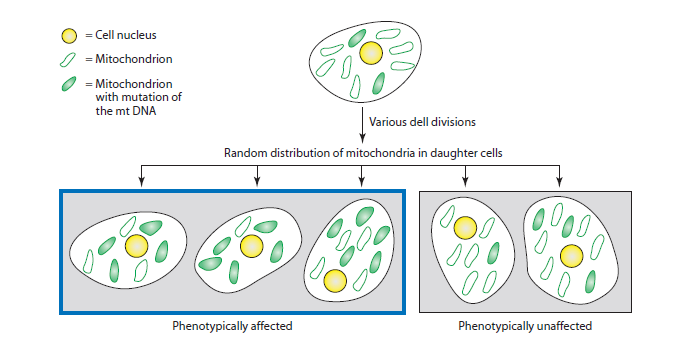 = Cell nucleus
= Mitochondrion
= Mitochondrion
with mutation of
the mt DNA
Various dell divisions
Random distribution of mitochondria in daughter cells
Phenotypically affected
Phenotypically unaffected